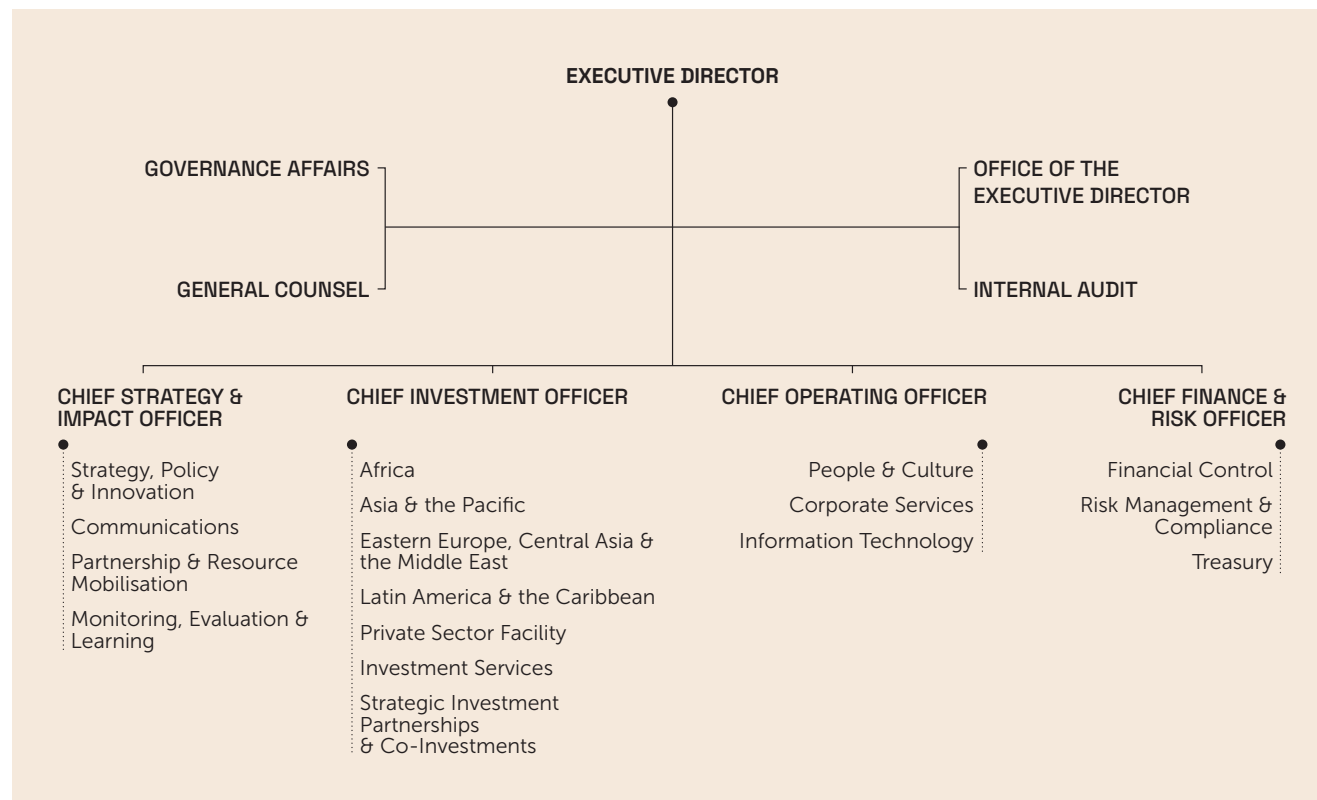 EXECUTIVE DIRECTOR
GOVERNANCE AFFAIRS
OFFICE OF THE
EXECUTIVE DIRECTOR
GENERAL COUNSEL
INTERNAL AUDIT
CHIEF STRATEGY &
IMPACT OFFICER
Strategy, Policy
& Innovation
Communications
Partnership & Resource
Mobilisation
Monitoring, Evaluation &
Learning
CHIEF INVESTMENT OFFICER
Africa
Asia & the Pacific
Eastern Europe, Central Asia &
the Middle East
Latin America & the Caribbean
Private Sector Facility
Investment Services
Strategic Investment
Partnerships
& Co-Investments
CHIEF OPERATING OFFICER
People & Culture
Corporate Services
Information Technology
CHIEF FINANCE &
RISK OFFICER
Financial Control
Risk Management &
Compliance
Treasury